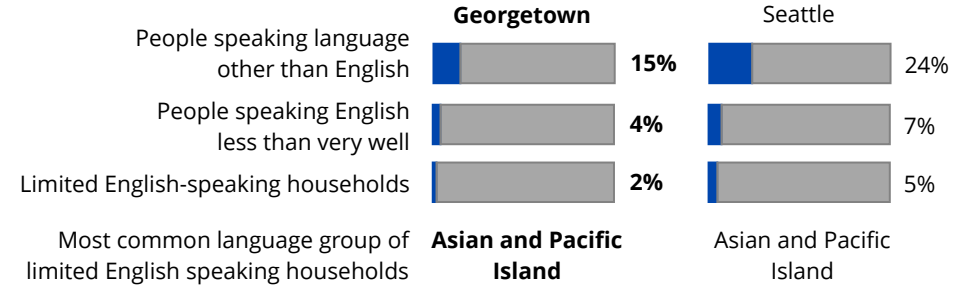 Georgetown Seattle
People speaking language
other than English 15% 24%
People speaking English
less than very well 4% 7%
Limited English-speaking households 2% 5%
Most common language group of Asian and Pacific Asian and Pacific
limited English speaking households Island Island